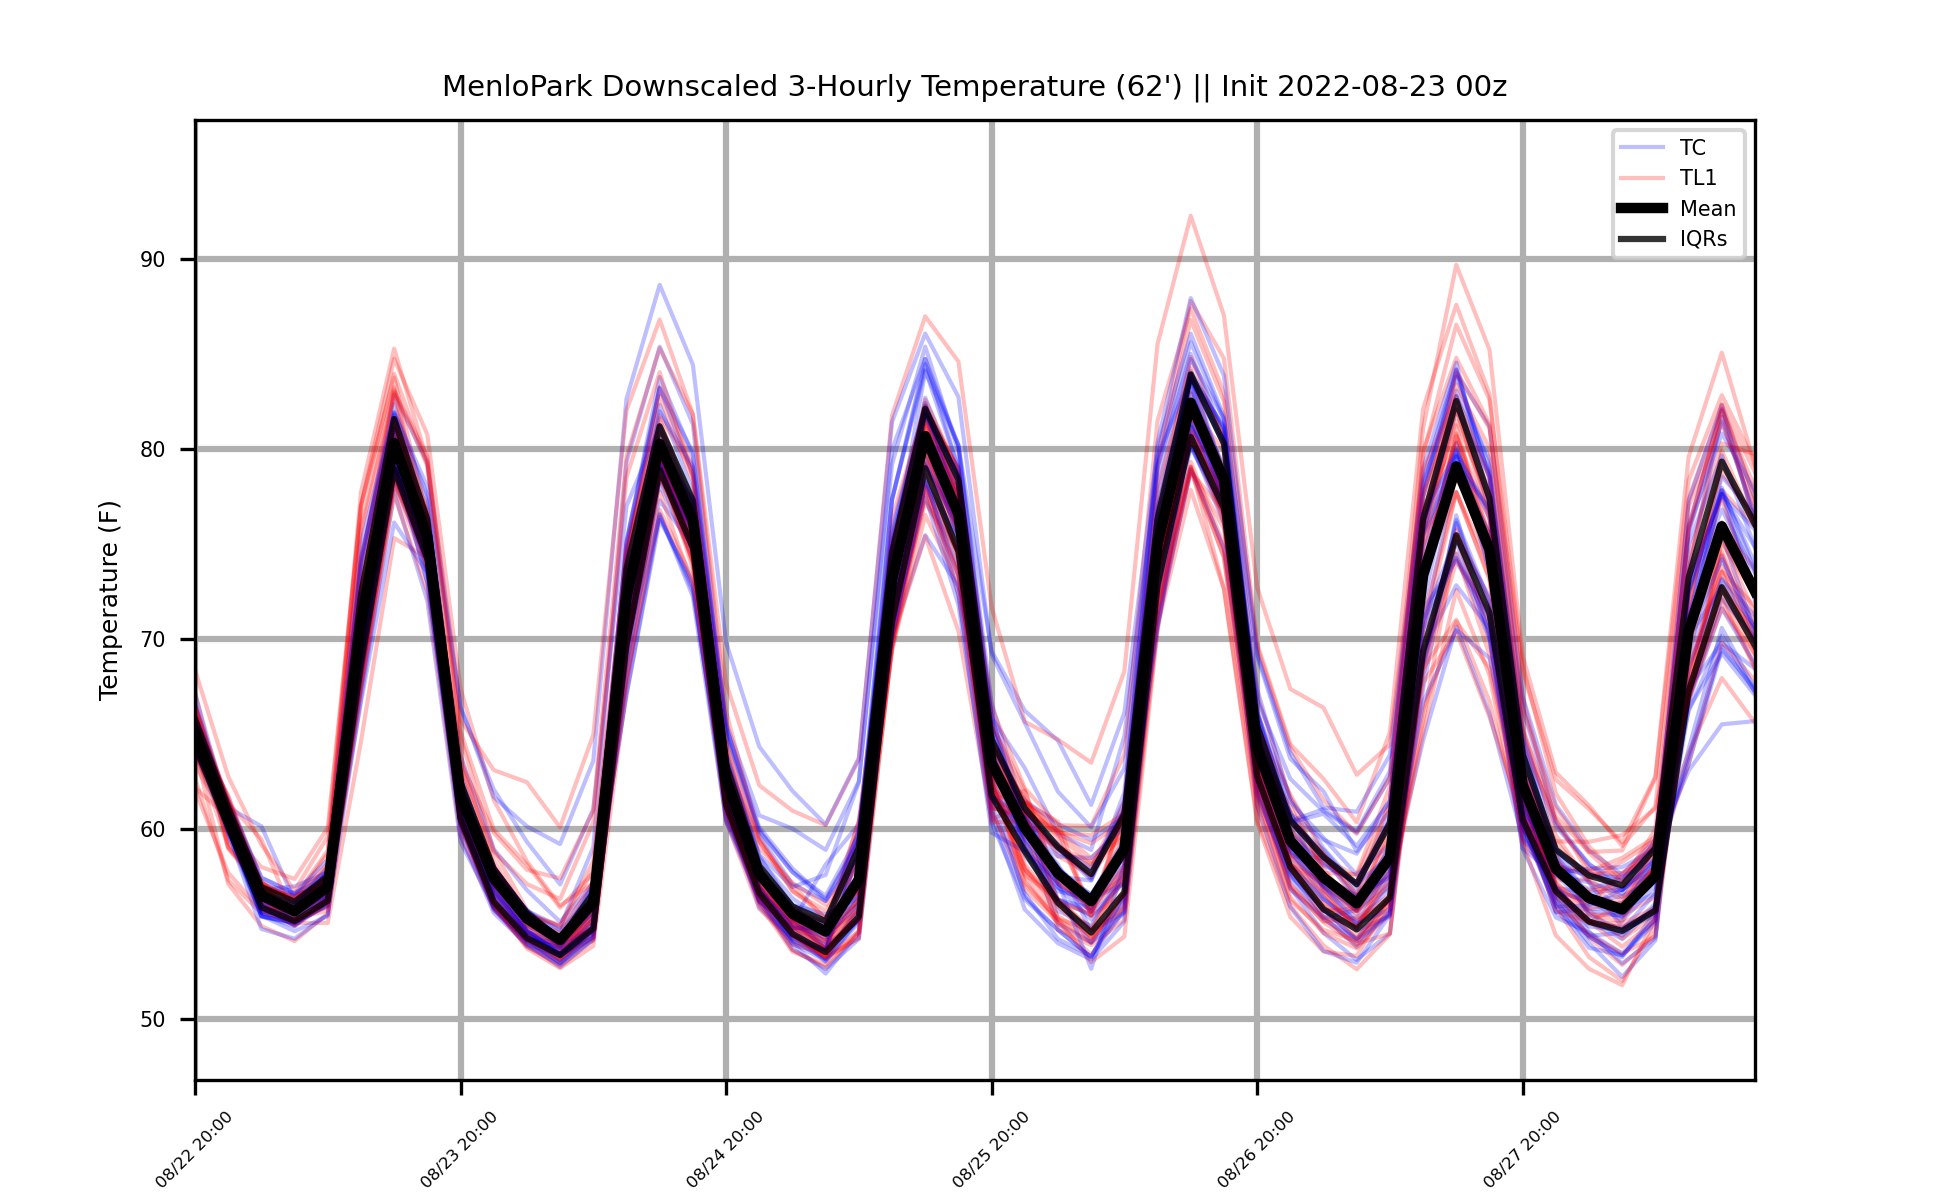 MenloPark Downscaled 3-Hourly Temperature (62') || Init 2022-08-23 00z
TC
TL1
Mean
IQRs
Temperature (F)
90
80
70
60
50
08/22 20:00
08/23 20:00
08/24 20:00
08/25 20:00
08/26 20:00
08/27 20:00